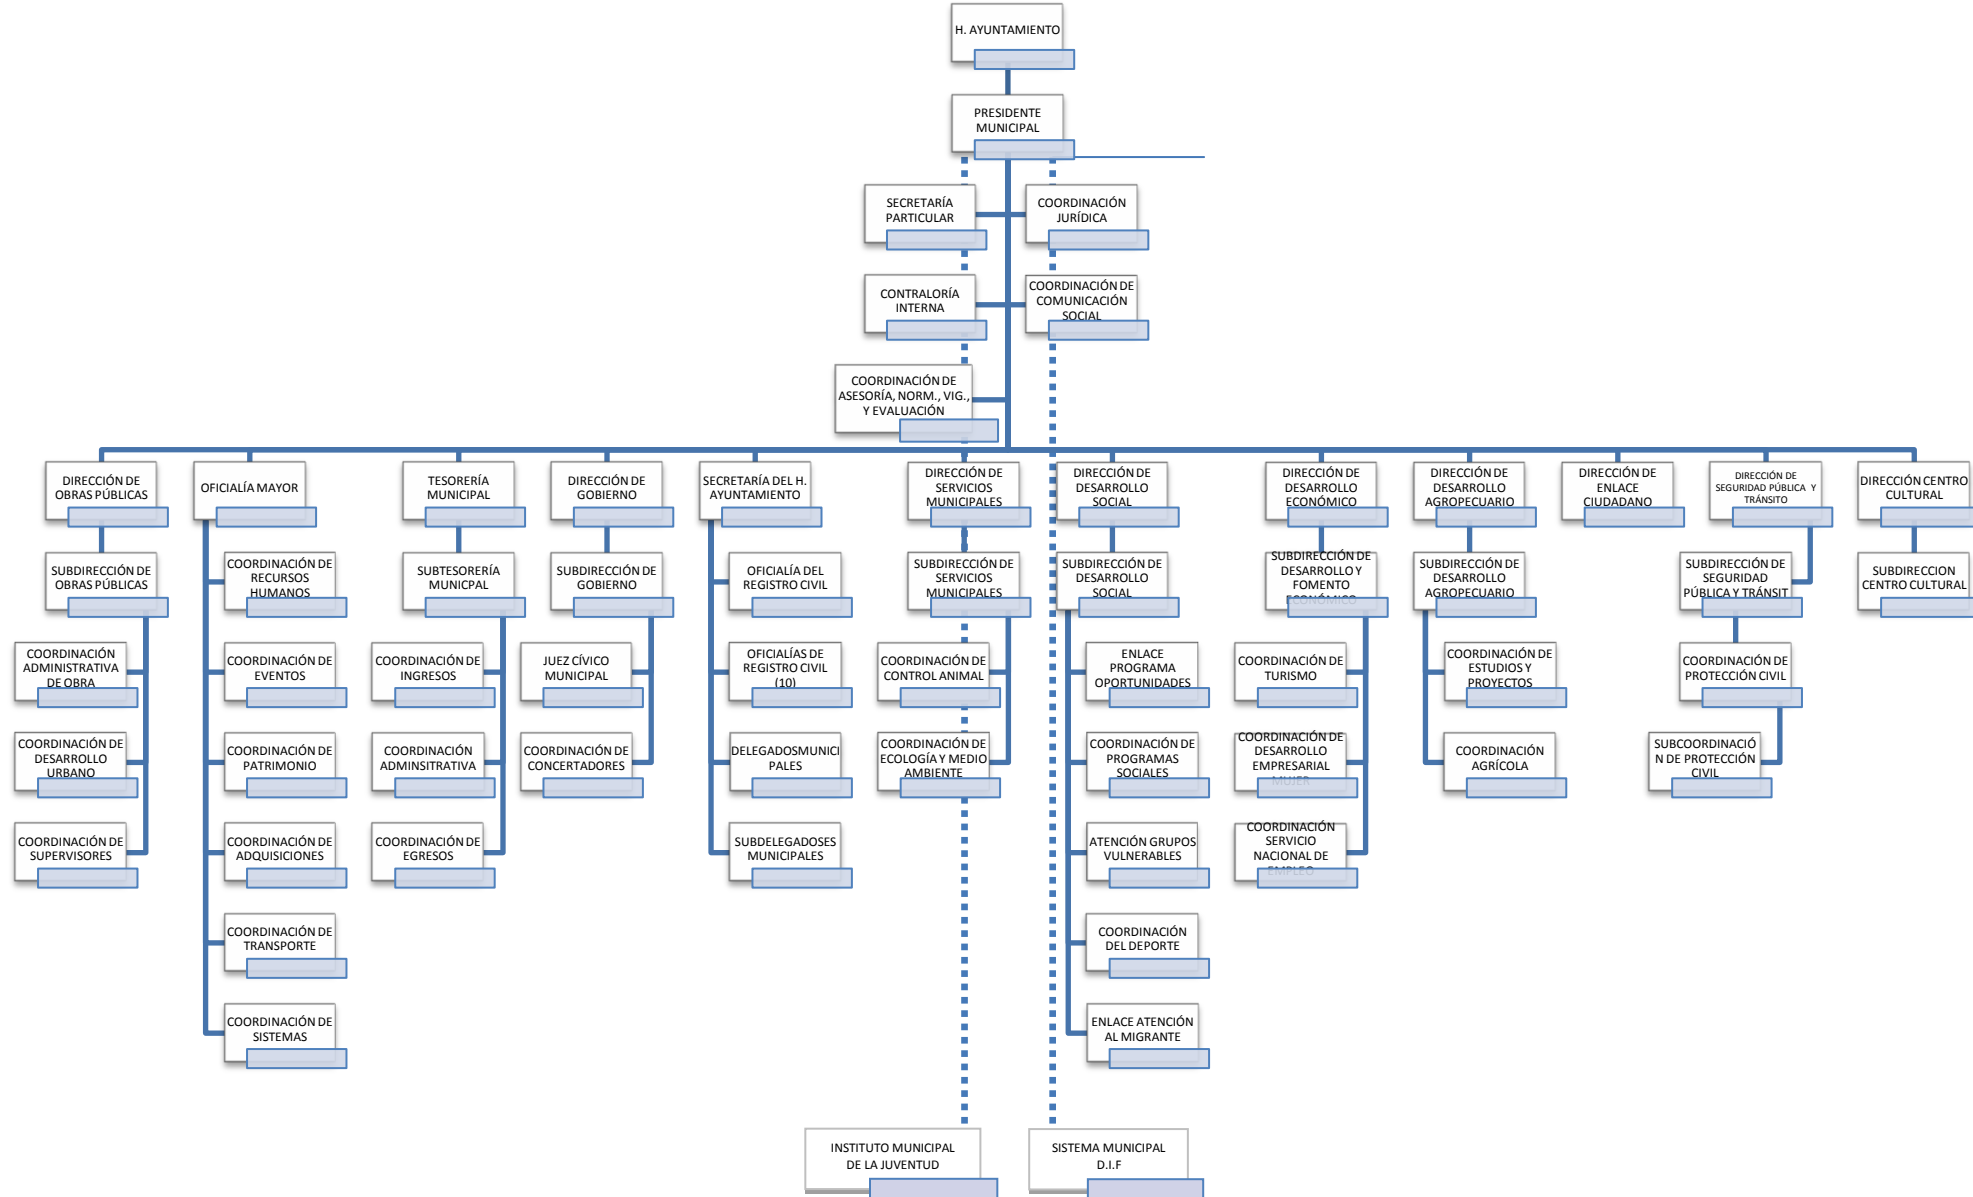 H. AYUNTAMIENTO
PRESIDENTE
MUNICIPAL
SECRETARÍA
PARTICULAR
COORDINACIÓN
JURÍDICA
CONTRALORÍA
INTERNA
COORDINACIÓN DE
COMUNICACIÓN
SOCIAL
COORDINACIÓN DE
ASESORÍA, NORM., VIG.,
Y EVALUACIÓN
DIRECCIÓN DE
OBRAS PÚBLICAS
OFICIALÍA MAYOR
TESORERÍA
MUNICIPAL
DIRECCIÓN DE
GOBIERNO
SECRETARÍA DEL H.
AYUNTAMIENTO
DIRECCIÓN DE
SERVICIOS
MUNICIPALES
DIRECCIÓN DE
DESARROLLO
SOCIAL
DIRECCIÓN DE
DESARROLLO
ECONÓMICO
DIRECCIÓN DE
DESARROLLO
AGROPECUARIO
DIRECCIÓN DE
ENLACE
CIUDADANO
DIRECCIÓN DE
SEGURIDAD PÚBLICA Y
TRÁNSITO
DIRECCIÓN CENTRO
CULTURAL
SUBDIRECCIÓN DE
OBRAS PÚBLICAS
COORDINACIÓN DE
RECURSOS
HUMANOS
SUBTESORERÍA
MUNICPAL
SUBDIRECCIÓN DE
GOBIERNO
OFICIALÍA DEL
REGISTRO CIVIL
SUBDIRECCIÓN DE
SERVICIOS
MUNICIPALES
SUBDIRECCIÓN DE
DESARROLLO
SOCIAL
SUBDIRECCIÓN DE
DESARROLLO Y
FOMENTO
ECONÓMICO
SUBDIRECCIÓN DE
DESARROLLO
AGROPECUARIO
SUBDIRECCIÓN DE
SEGURIDAD
PÚBLICA Y TRÁNSIT
SUBDIRECCION
CENTRO CULTURAL
COORDINACIÓN
ADMINISTRATIVA
DE OBRA
COORDINACIÓN DE
EVENTOS
COORDINACIÓN DE
INGRESOS
JUEZ CÍVICO
MUNICIPAL
OFICIALÍAS DE
REGISTRO CIVIL
(10)
COORDINACIÓN DE
CONTROL ANIMAL
ENLACE
PROGRAMA
OPORTUNIDADES
COORDINACIÓN DE
TURISMO
COORDINACIÓN DE
ESTUDIOS Y
PROYECTOS
COORDINACIÓN DE
PROTECCIÓN CIVIL
COORDINACIÓN DE
DESARROLLO
URBANO
COORDINACIÓN DE
PATRIMONIO
COORDINACIÓN
ADMINSITRATIVA
COORDINACIÓN DE
CONCERTADORES
DELEGADOSMUNICI
PALES
COORDINACIÓN DE
ECOLOGÍA Y MEDIO
AMBIENTE
COORDINACIÓN DE
PROGRAMAS
SOCIALES
COORDINACIÓN DE
DESARROLLO
EMPRESARIAL
MUJER
COORDINACIÓN
AGRÍCOLA
SUBCOORDINACIÓ
N DE PROTECCIÓN
CIVIL
COORDINACIÓN DE
SUPERVISORES
COORDINACIÓN DE
ADQUISICIONES
COORDINACIÓN DE
EGRESOS
SUBDELEGADOSES
MUNICIPALES
ATENCIÓN GRUPOS
VULNERABLES
COORDINACIÓN
SERVICIO
NACIONAL DE
EMPLEO
COORDINACIÓN DE
TRANSPORTE
COORDINACIÓN
DEL DEPORTE
COORDINACIÓN DE
SISTEMAS
ENLACE ATENCIÓN
AL MIGRANTE
INSTITUTO MUNICIPAL
DE LA JUVENTUD
SISTEMA MUNICIPAL
D.I.F